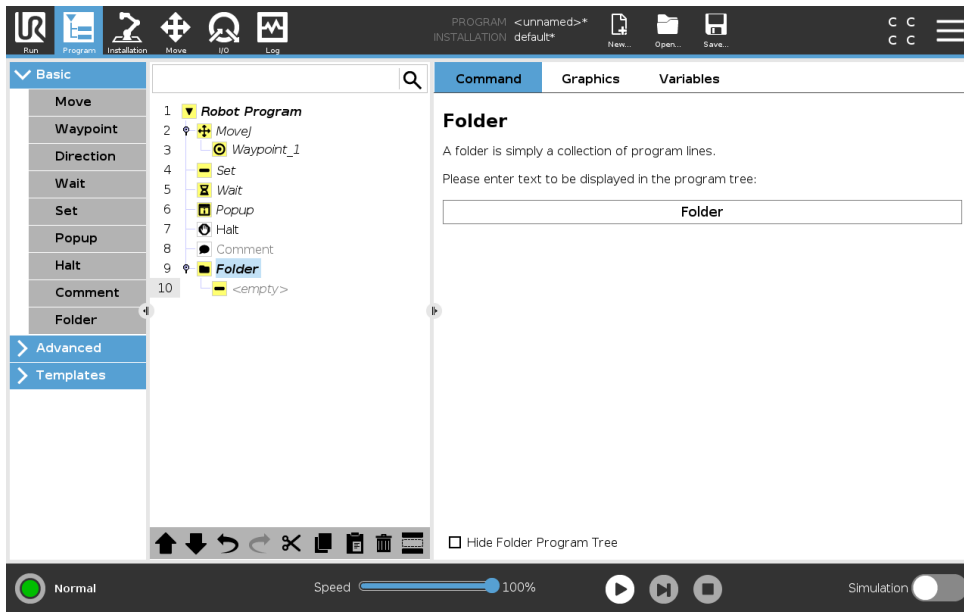 UR
Run
Program
Installation
Move
I/O
Log
PROGRAM <unnamed>*
INSTALLATION default*
New...
Open...
Save...
C C
C C
Basic
Move
Waypoint
Direction
Wait
Set
Popup
Halt
Comment
Folder
Advanced
Templates
1 Robot Program
2 MoveJ
3 Waypoint_1
4 Set
5 Wait
6 Popup
7 Halt
8 Comment
9 Folder
10 <empty>
Command Graphics Variables
Folder
A folder is simply a collection of program lines.
Please enter text to be displayed in the program tree:
Folder
Hide Folder Program Tree
Normal
Speed 100%
Simulation